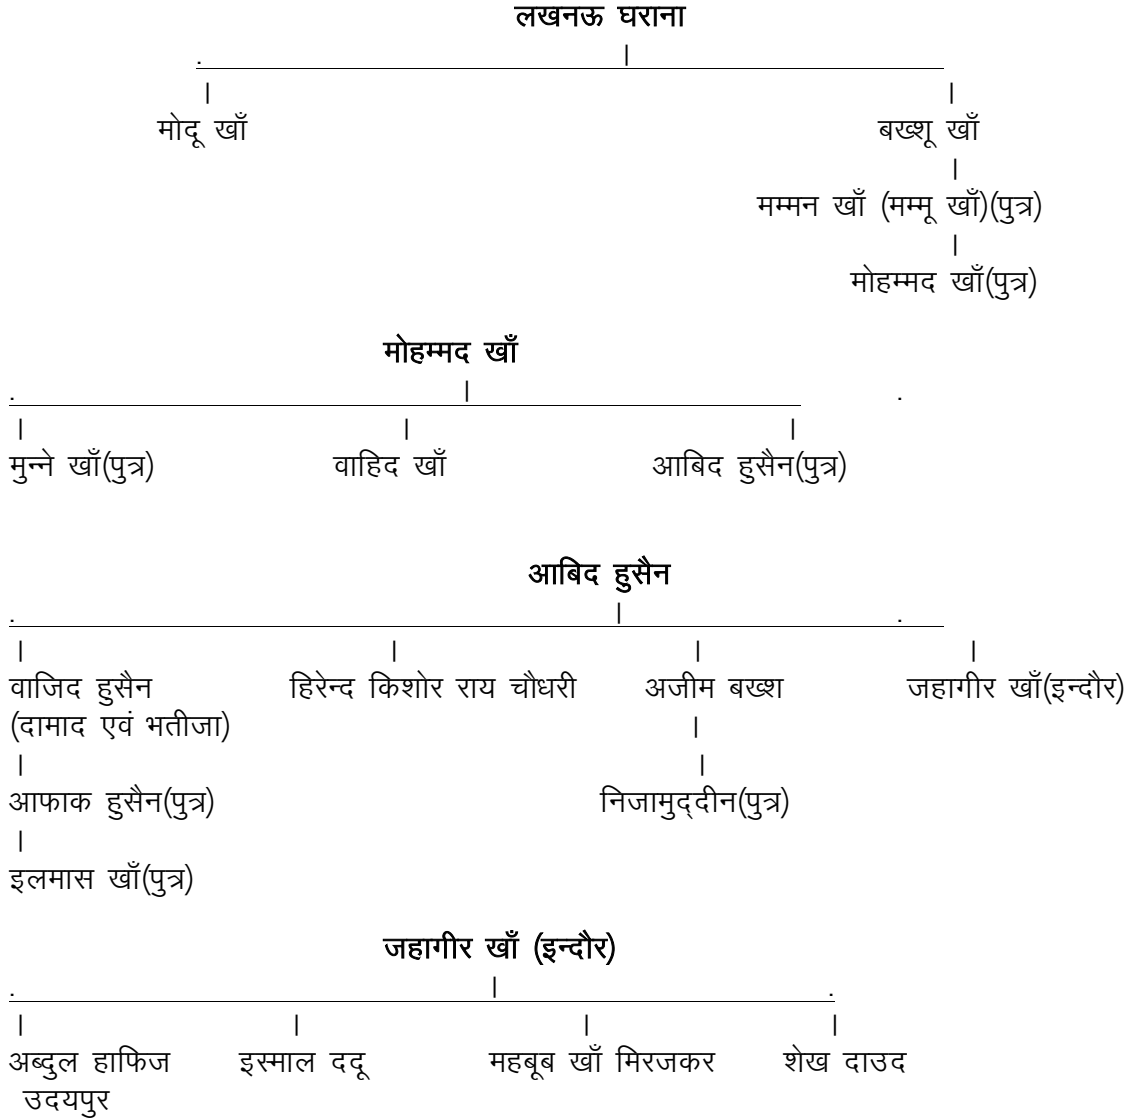 लखनऊ घराना
मोदू खाँ बख्शू खाँ
मम्मन खाँ (मम्मू खाँ)(पुत्र)
मोहम्मद खाँ(पुत्र)
मोहम्मद खाँ
मुन्ने खाँ(पुत्र) वाहिद खाँ आबिद हुसैन(पुत्र)
आबिद हुसैन
वाजिद हुसैन हिरेन्द किशोर राय चौधरी अजीम बख्श जहागीर खाँ(इन्दौर)
(दामाद एवं भतीजा)
आफाक हुसैन(पुत्र) निजामुद्दीन(पुत्र)
इलमास खाँ(पुत्र)
जहागीर खाँ (इन्दौर)
अब्दुल हाफिज इस्माल ददू महबूब खाँ मिरजकर शेख दाउद
उदयपुर